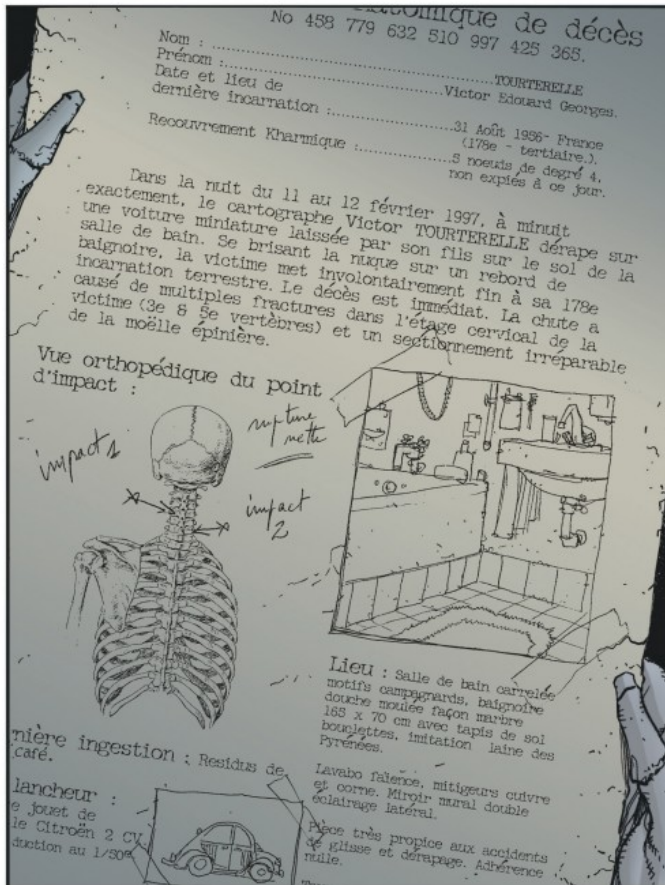 de décès
No 458 779 632 510 997 425 365.
Nom : ........................................TOURTERELLE
Prénom : ..............................Victor Edouard Georges.
Date et lieu de
dernière incarnation : ....................31 Août 1956- France
(178e - tertiaire.).
Recouvrement Kharmique : ..............5 noeuds de degré 4,
non expiés à ce jour.
Dans la nuit du 11 au 12 février 1997, à minuit
exactement, le cartographe Victor TOURTERELLE dérape sur
une voiture miniature laissée par son fils sur le sol de la
salle de bain. Se brisant la nuque sur un rebord de
baignoire, la victime met involontairement fin à sa 178e
incarnation terrestre. Le décès est immédiat. La chute a
causé de multiples fractures dans l'étage cervical de la
victime (3e & 5e vertèbres) et un sectionnement irréparable
de la moëlle épinière.
Vue orthopédique du point
d'impact :
impact 1
rupture
nette
impact
2
Lieu : Salle de bain carrelée
motifs campagnards, baignoire
douche moulée façon marbre
165 x 70 cm avec tapis de sol
bouclettes, imitation laine des
Pyrénées.
Lavabo faïence, mitigeurs cuivre
et corne. Miroir mural double
éclairage latéral.
Pièce très propice aux accidents
de glisse et dérapage. Adhérence
nulle.
nière ingestion : Residus de
café.
lancheur :
e jouet de
le Citroën 2 CV
duction au 1/50e